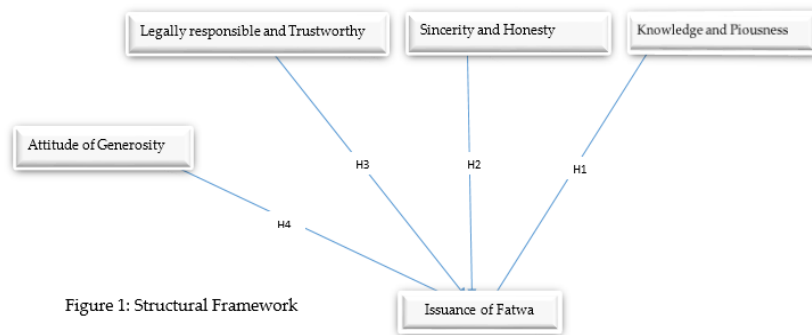 Legally responsible and Trustworthy
Sincerity and Honesty
Knowledge and Piousness
Attitude of Generosity
H3
H2
H1
H4
Figure 1: Structural Framework
Issuance of Fatwa